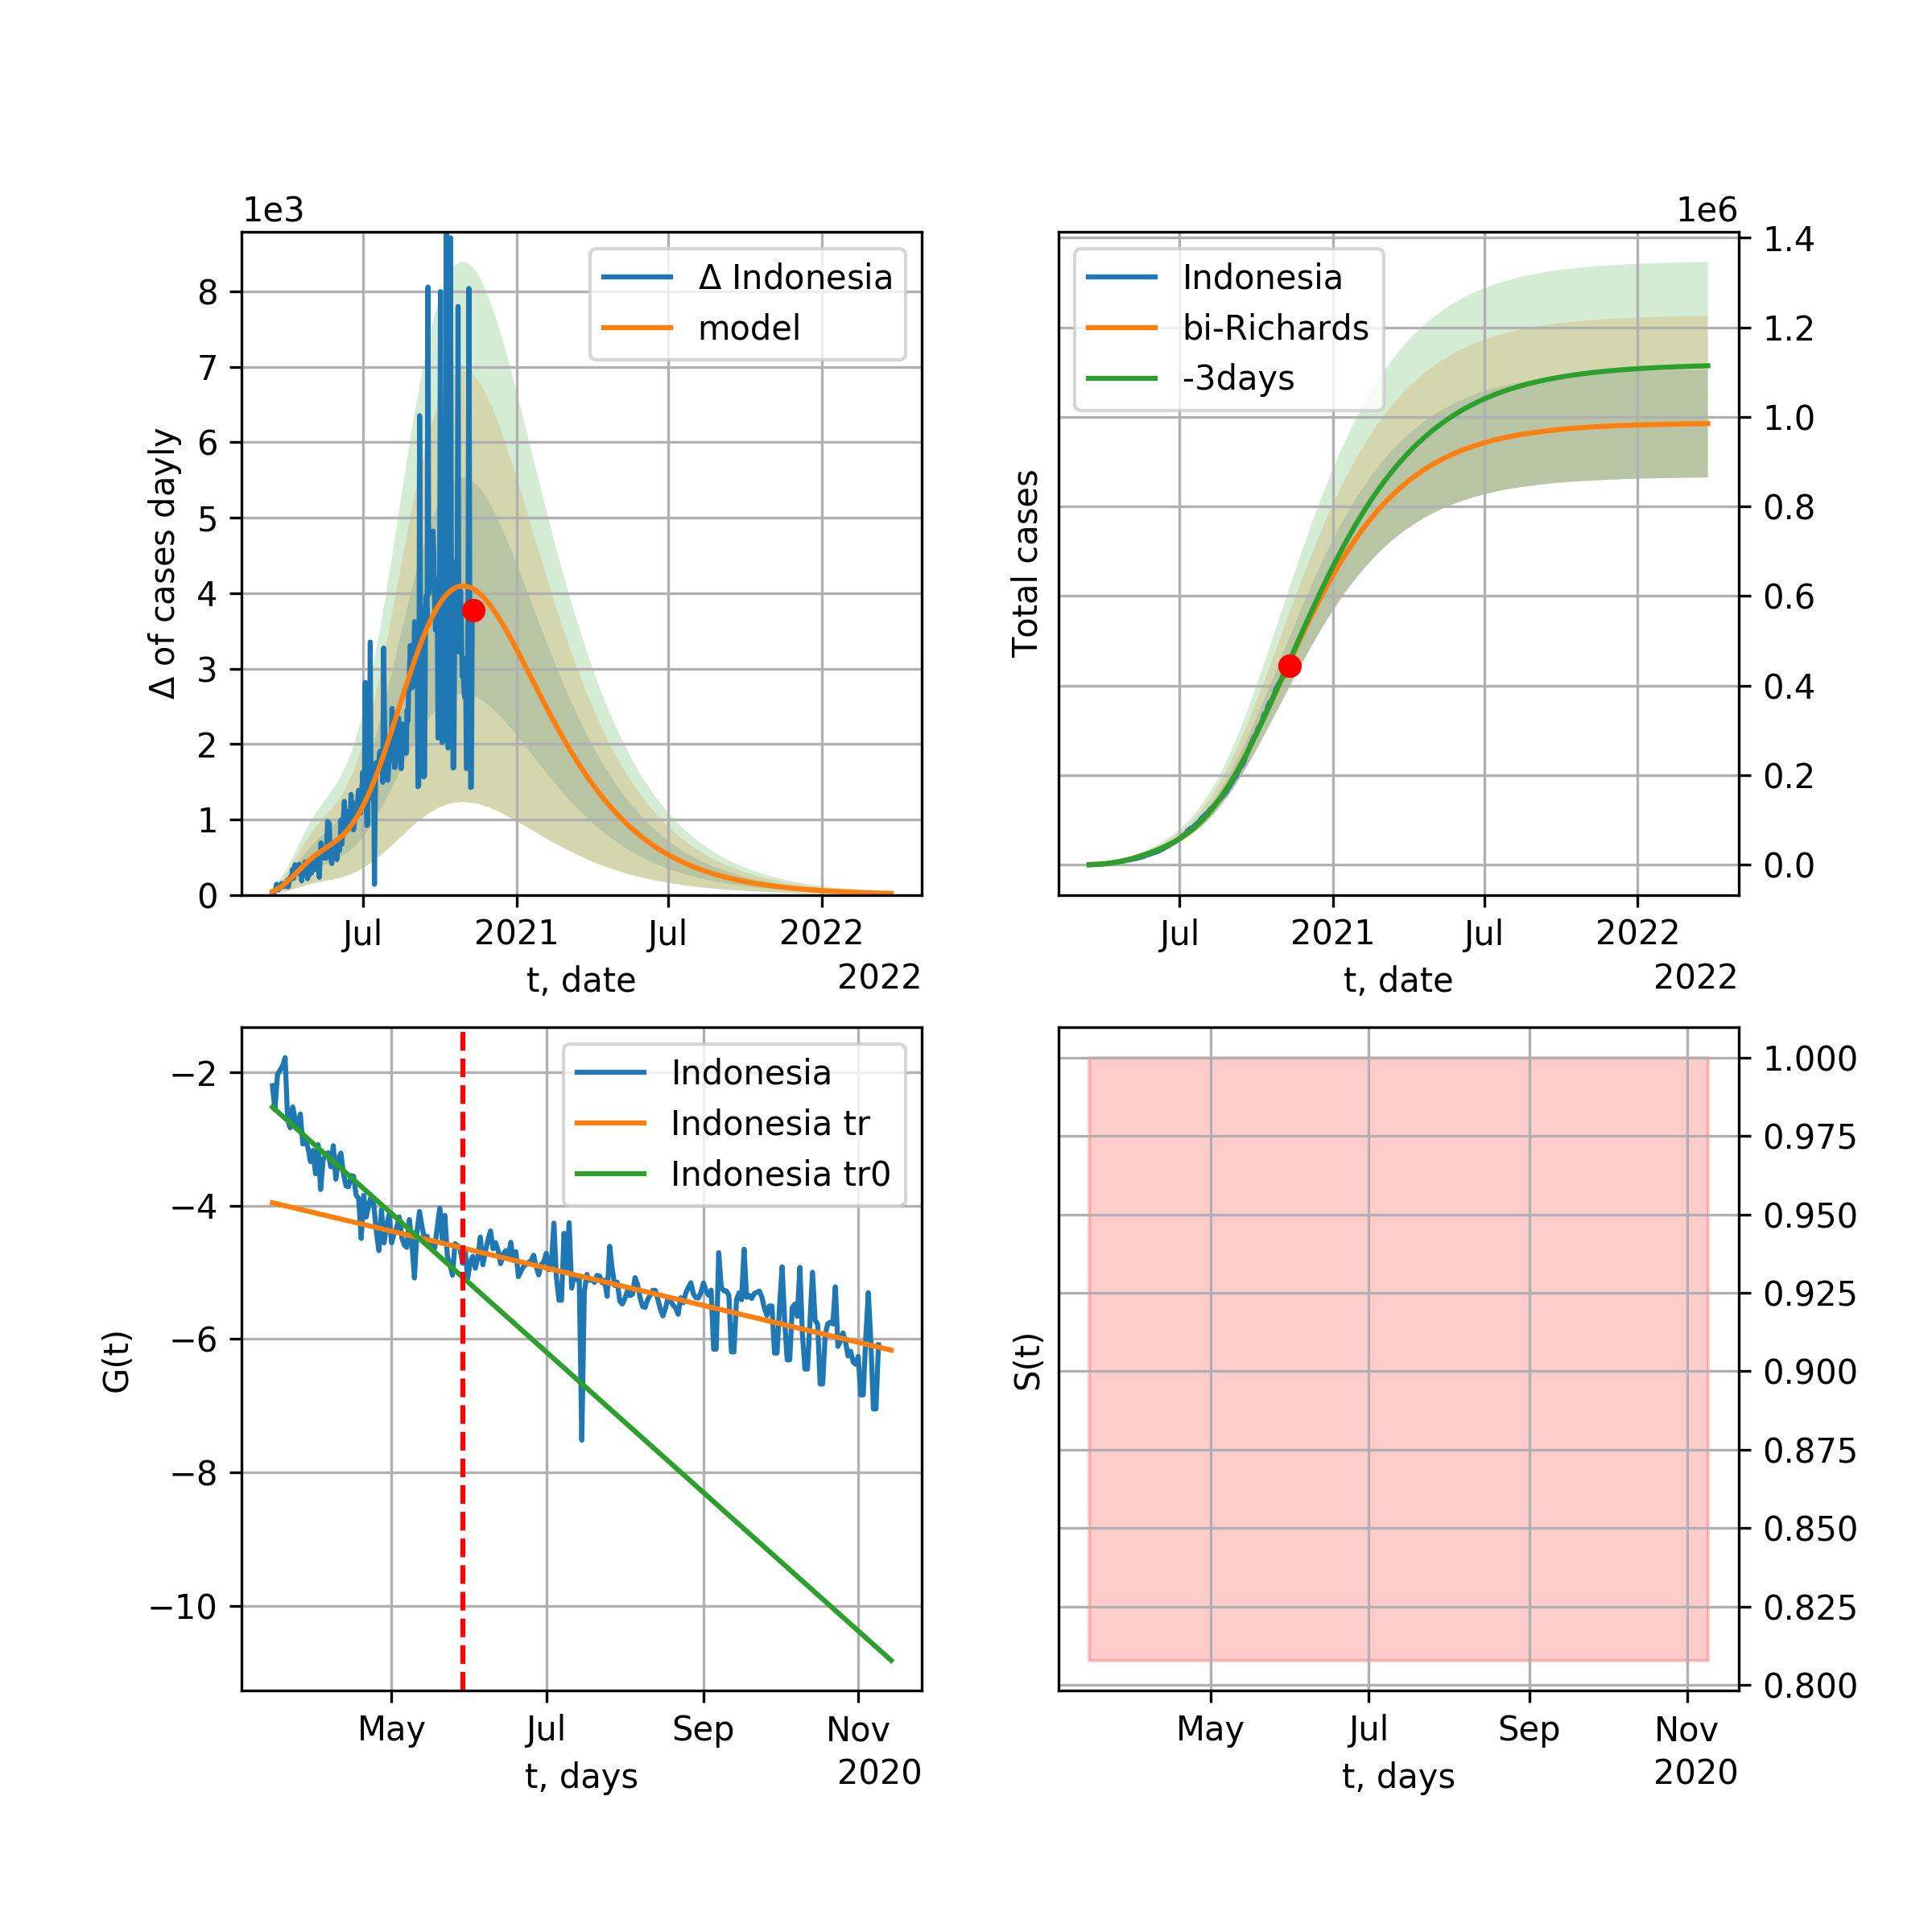 1e3
Δ Indonesia
model
8
7
6
5
4
3
2
1
0
Δ of cases dayly
Jul
2021
Jul
2022
t, date
2022
1e6
Indonesia
bi-Richards
-3days
1.4
1.2
1.0
0.8
0.6
0.4
0.2
0.0
Total cases
Jul
2021
Jul
2022
t, date
2022
Indonesia
Indonesia tr
Indonesia tr0
−2
−4
−6
−8
−10
G(t)
May
Jul
Sep
Nov
t, days
2020
1.000
0.975
0.950
0.925
0.900
0.875
0.850
0.825
0.800
S(t)
May
Jul
Sep
Nov
t, days
2020